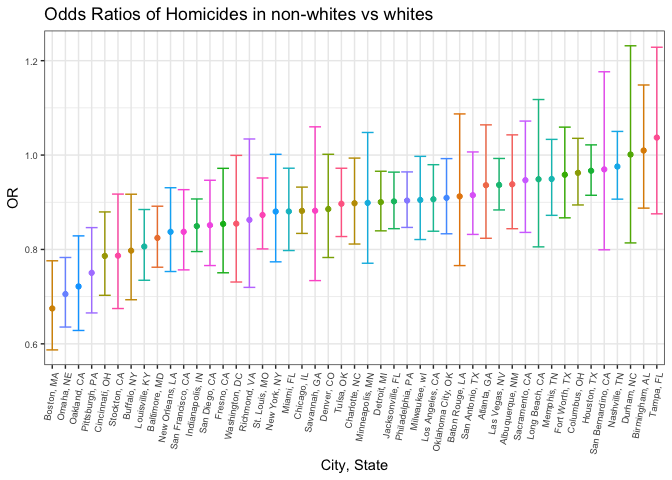 Odds Ratios of Homicides in non-whites vs whites
OR
1.2
1.0
0.8
0.6
Boston, MA
Omaha, NE
Oakland, CA
Pittsburgh, PA
Cincinnati, OH
Stockton, CA
Buffalo, NY
Louisville, KY
Baltimore, MD
New Orleans, LA
San Francisco, CA
Indianapolis, IN
San Diego, CA
Fresno, CA
Washington, DC
Richmond, VA
St. Louis, MO
New York, NY
Miami, FL
Chicago, IL
Savannah, GA
Denver, CO
Tulsa, OK
Charlotte, NC
Minneapolis, MN
Detroit, MI
Jacksonville, FL
Philadelphia, PA
Milwaukee, wI
Los Angeles, CA
Oklahoma City, OK
Baton Rouge, LA
San Antonio, TX
Atlanta, GA
Las Vegas, NV
Albuquerque, NM
Sacramento, CA
Long Beach, CA
Memphis, TN
Fort Worth, TX
Columbus, OH
Houston, TX
San Bernardino, CA
Nashville, TN
Durham, NC
Birmingham, AL
Tampa, FL
City, State